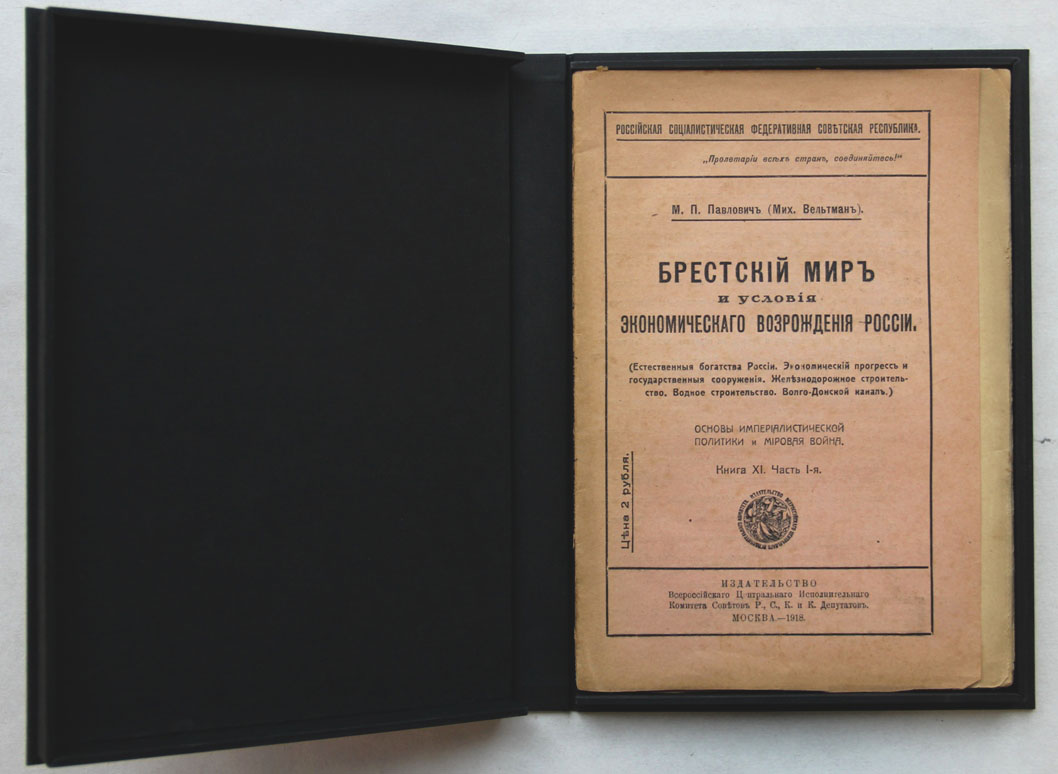 РОССІЙСКАЯ СОЦІАЛИСТИЧЕСКАЯ ФЕДЕРАТИВНАЯ СОВѢТСКАЯ РЕСПУБЛИКА.
„Пролетаріи всѣхъ странъ, соединяйтесь!“
М. П. Павловичъ (Мих. Вельтманъ).
БРЕСТСКІЙ МИРЪ
и условія
ЭКОНОМИЧЕСКАГО ВОЗРОЖДЕНІЯ РОССІИ.
(Естественныя богатства Россіи. Экономическій прогрессъ и
государственныя сооруженія. Желѣзнодорожное строитель-
ство. Водное строительство. Волго-Донской каналъ.)
ОСНОВЫ ИМПЕРІАЛИСТИЧЕСКОЙ
ПОЛИТИКИ и МІРОВАЯ ВОЙНА.
Книга XI. Часть I-я.
Цѣна 2 рубля.
ИЗДАТЕЛЬСТВО
Всероссійскаго Центральнаго Исполнительнаго
Комитета Совѣтовъ Р., С., К. и К. Депутатовъ.
МОСКВА.—1918.